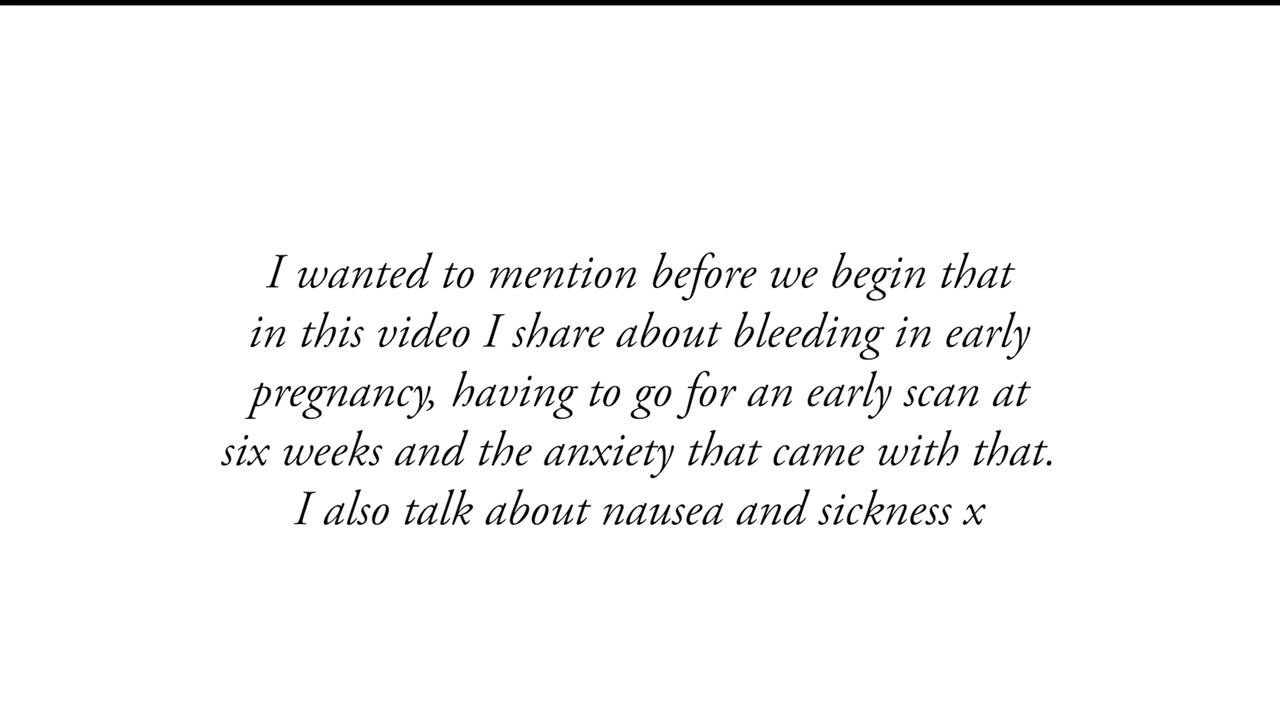 I wanted to mention before we begin that
in this video I share about bleeding in early
pregnancy, having to go for an early scan at
six weeks and the anxiety that came with that.
I also talk about nausea and sickness x